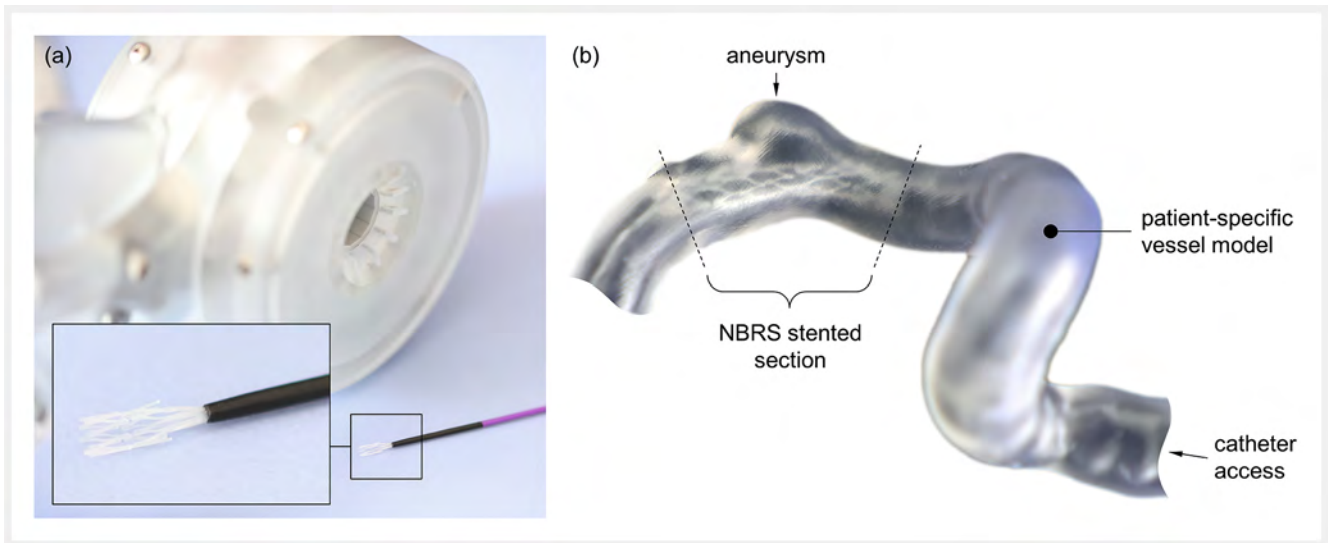 (a)
(b)
aneurysm
patient-specific
vessel model
NBRS stented
section
catheter
access